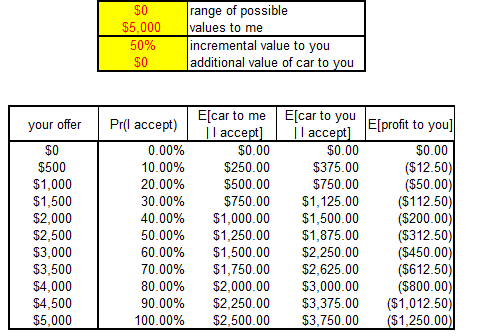 $0 range of possible
$5,000 values to me
50% incremental value to you
$0 additional value of car to you
your offer Pr(I accept) E[car to me | I accept] E[car to you | I accept] E[profit to you]
$0 0.00% $0.00 $0.00 $0.00
$500 10.00% $250.00 $375.00 ($12.50)
$1,000 20.00% $500.00 $750.00 ($50.00)
$1,500 30.00% $750.00 $1,125.00 ($112.50)
$2,000 40.00% $1,000.00 $1,500.00 ($200.00)
$2,500 50.00% $1,250.00 $1,875.00 ($312.50)
$3,000 60.00% $1,500.00 $2,250.00 ($450.00)
$3,500 70.00% $1,750.00 $2,625.00 ($612.50)
$4,000 80.00% $2,000.00 $3,000.00 ($800.00)
$4,500 90.00% $2,250.00 $3,375.00 ($1,012.50)
$5,000 100.00% $2,500.00 $3,750.00 ($1,250.00)